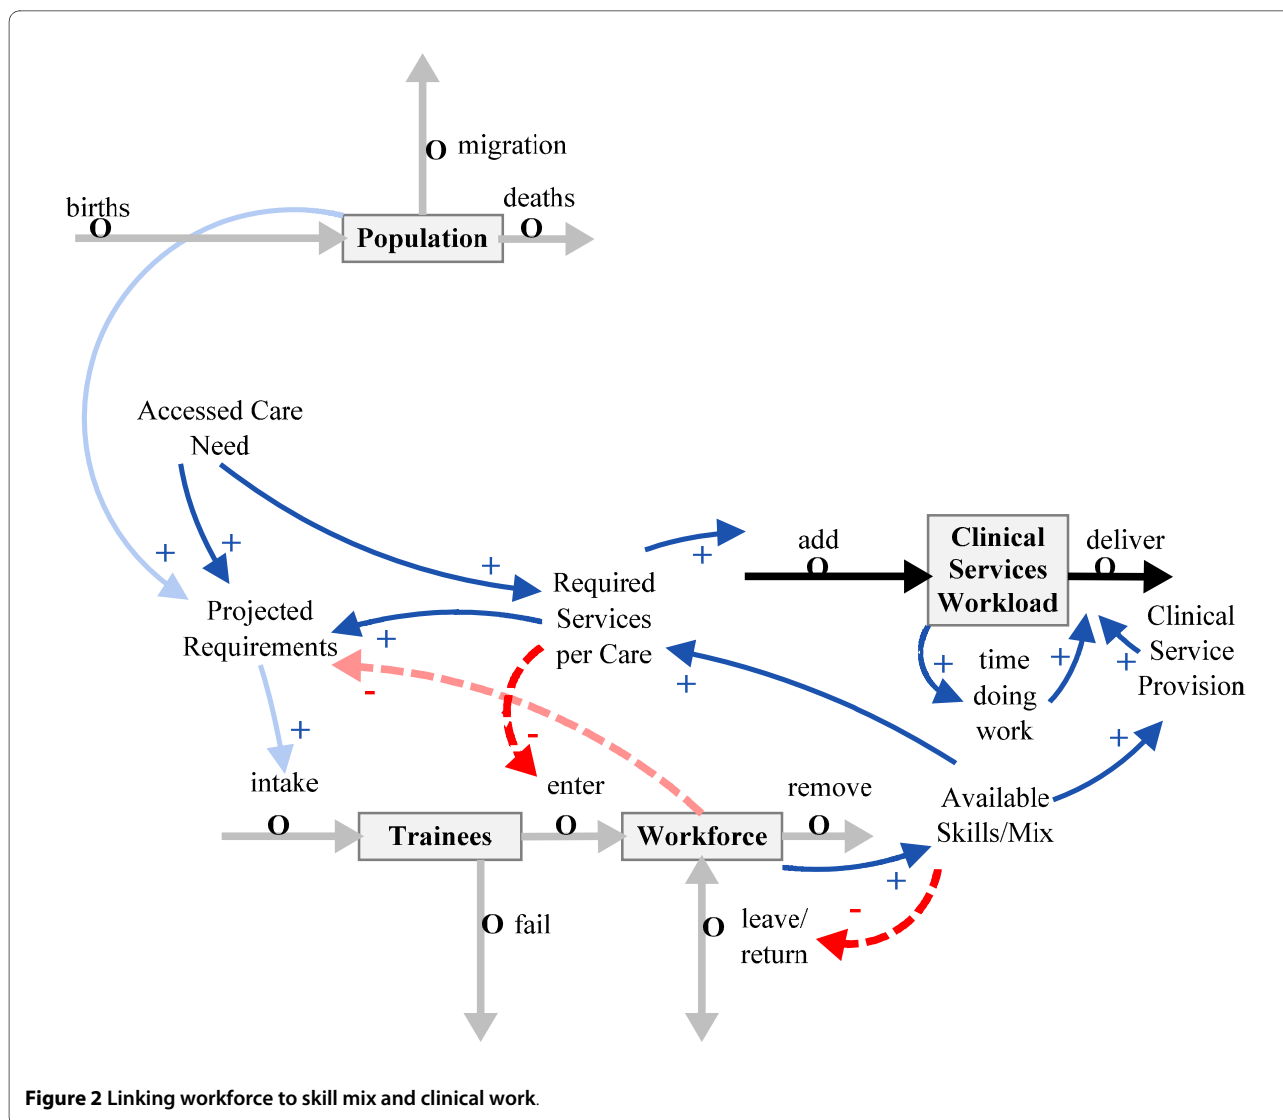 migration
births
O
O
deaths
O
Population
Accessed Care
Need
+
+
+
+
Projected
Requirements
+
Required
Services
per Care
add
O
Clinical
Services
Workload
deliver
O
Clinical
Service
Provision
+
time
doing
work
+
+
-
-
+
+
+
intake
O
Trainees
enter
O
Workforce
remove
O
Available
Skills/Mix
+
-
O
fail
O
leave/
return
Figure 2 Linking workforce to skill mix and clinical work.